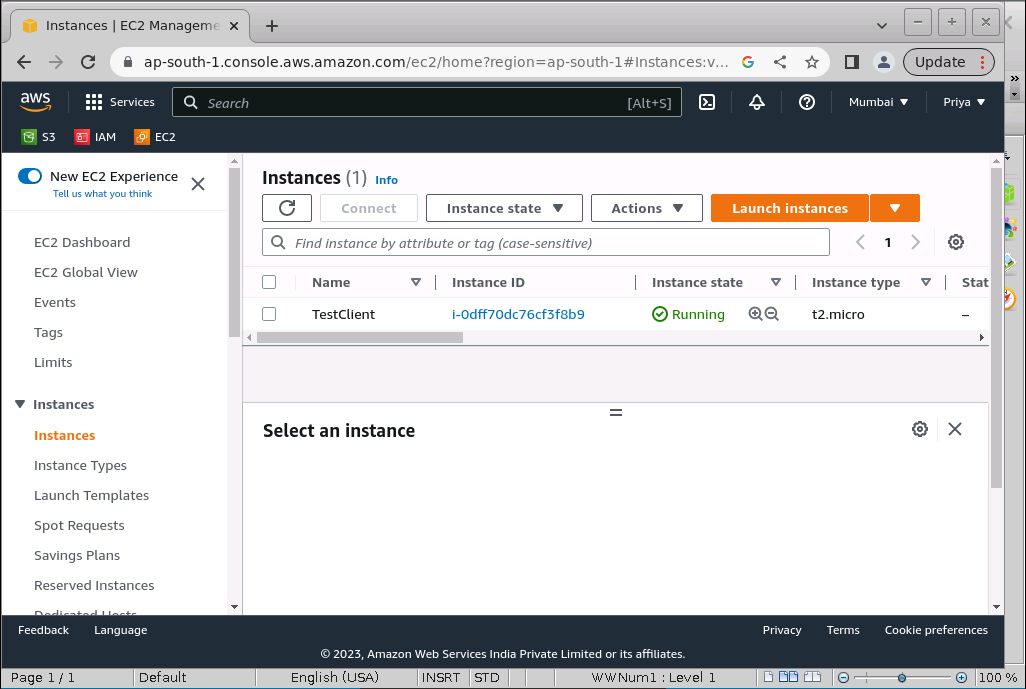 Instances | EC2 Manageme
ap-south-1.console.aws.amazon.com/ec2/home?region=ap-south-1#Instances:v...
Update
aws
Services
Search
[Alt+S]
Mumbai
Priya
S3
IAM
EC2
New EC2 Experience
Tell us what you think
EC2 Dashboard
EC2 Global View
Events
Tags
Limits
Instances
Instances
Instance Types
Launch Templates
Spot Requests
Savings Plans
Reserved Instances
Dedicated Hosts
Instances (1) Info
Connect
Instance state
Actions
Launch instances
Find instance by attribute or tag (case-sensitive)
1
Name
Instance ID
Instance state
Instance type
Stat
TestClient
i-0dff70dc76cf3f8b9
Running
t2.micro
–
Select an instance
Feedback
Language
Privacy
Terms
Cookie preferences
© 2023, Amazon Web Services India Private Limited or its affiliates.
Page 1 / 1
Default
English (USA)
INSRT
STD
WWNum1 : Level 1
100 %